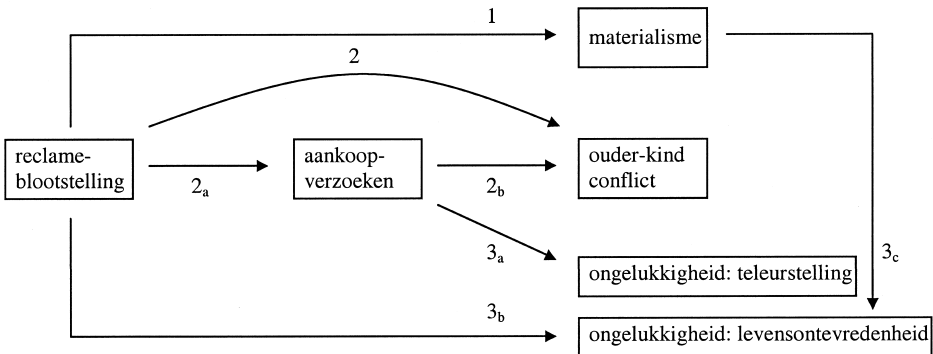 1
materialisme
2
reclame-
blootstelling
2a
aankoop-
verzoeken
2b
ouder-kind
conflict
3a
ongelukkigheid: teleurstelling
3c
3b
ongelukkigheid: levensontevredenheid